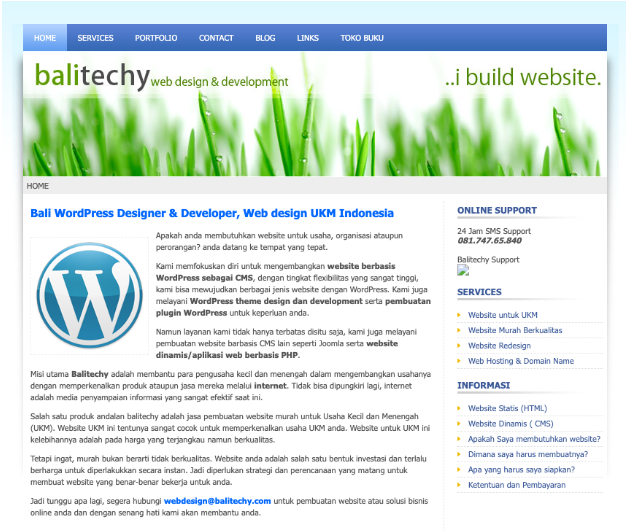 HOME SERVICES PORTFOLIO CONTACT BLOG LINKS TOKO BUKU
balitechy web design & development
..i build website.
HOME
Bali WordPress Designer & Developer, Web design UKM Indonesia
Apakah anda membutuhkan website untuk usaha, organisasi ataupun
perorangan? anda datang ke tempat yang tepat.
Kami memfokuskan diri untuk mengembangkan website berbasis
WordPress sebagai CMS, dengan tingkat flexibilitas yang sangat tinggi,
kami bisa mewujudkan berbagai jenis website dengan WordPress. Kami juga
melayani WordPress theme design dan development serta pembuatan
plugin WordPress untuk keperluan anda.
Namun layanan kami tidak hanya terbatas disitu saja, kami juga melayani
pembuatan website barbasis CMS lain seperti Joomla serta website
dinamis/aplikasi web berbasis PHP.
Misi utama Balitechy adalah membantu para pengusaha kecil dan menengah dalam mengembangkan usahanya
dengan memperkenalkan produk ataupun jasa mereka melalui internet. Tidak bisa dipungkiri lagi, internet
adalah media penyampaian informasi yang sangat efektif saat ini.
Salah satu produk andalan balitechy adalah jasa pembuatan website murah untuk Usaha Kecil dan Menengah
(UKM). Website UKM ini tentunya sangat cocok untuk memperkenalkan usaha UKM anda. Website untuk UKM ini
kelebihannya adalah pada harga yang terjangkau namun berkualitas.
Tetapi ingat, murah bukan berarti tidak berkualitas. Website anda adalah salah satu bentuk investasi dan terlalu
berharga untuk diperlakukkan secara instan. Jadi diperlukan strategi dan perencanaan yang matang untuk
membuat website yang benar-benar bekerja untuk anda.
Jadi tunggu apa lagi, segera hubungi webdesign@balitechy.com untuk pembuatan website atau solusi bisnis
online anda dan dengan senang hati kami akan membantu anda.
ONLINE SUPPORT
24 Jam SMS Support
081.747.65.840
Balitechy Support
SERVICES
Website untuk UKM
Website Murah Berkualitas
Website Redesign
Web Hosting & Domain Name
INFORMASI
Website Statis (HTML)
Website Dinamis ( CMS)
Apakah Saya membutuhkan website?
Dimana saya harus membuatnya?
Apa yang harus saya siapkan?
Ketentuan dan Pembayaran